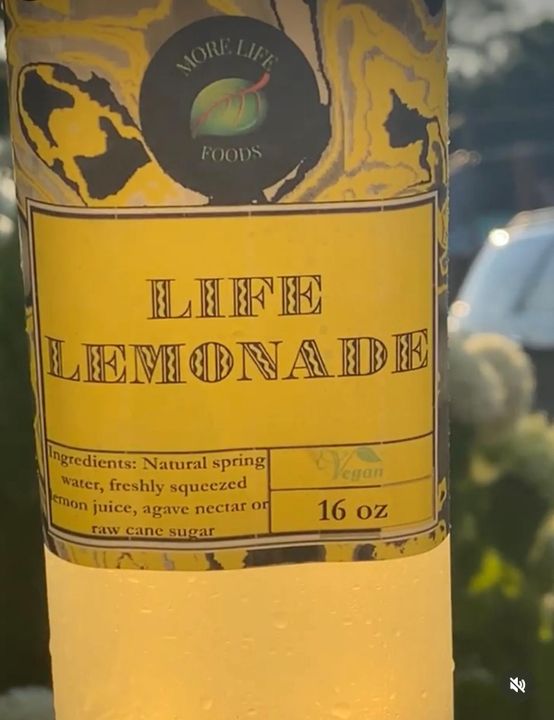 MORE LIFE
FOODS
LIFE
LEMONADE
Ingredients: Natural spring
water, freshly squeezed
lemon juice, agave nectar or
raw cane sugar
Vegan
16 oz